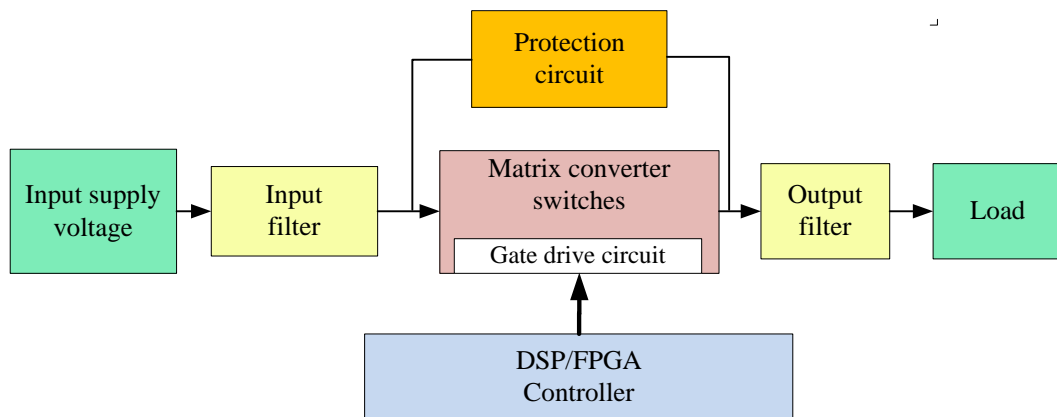 Protection
circuit
Input supply
voltage
Input
filter
Matrix converter
switches
Gate drive circuit
Output
filter
Load
DSP/FPGA
Controller